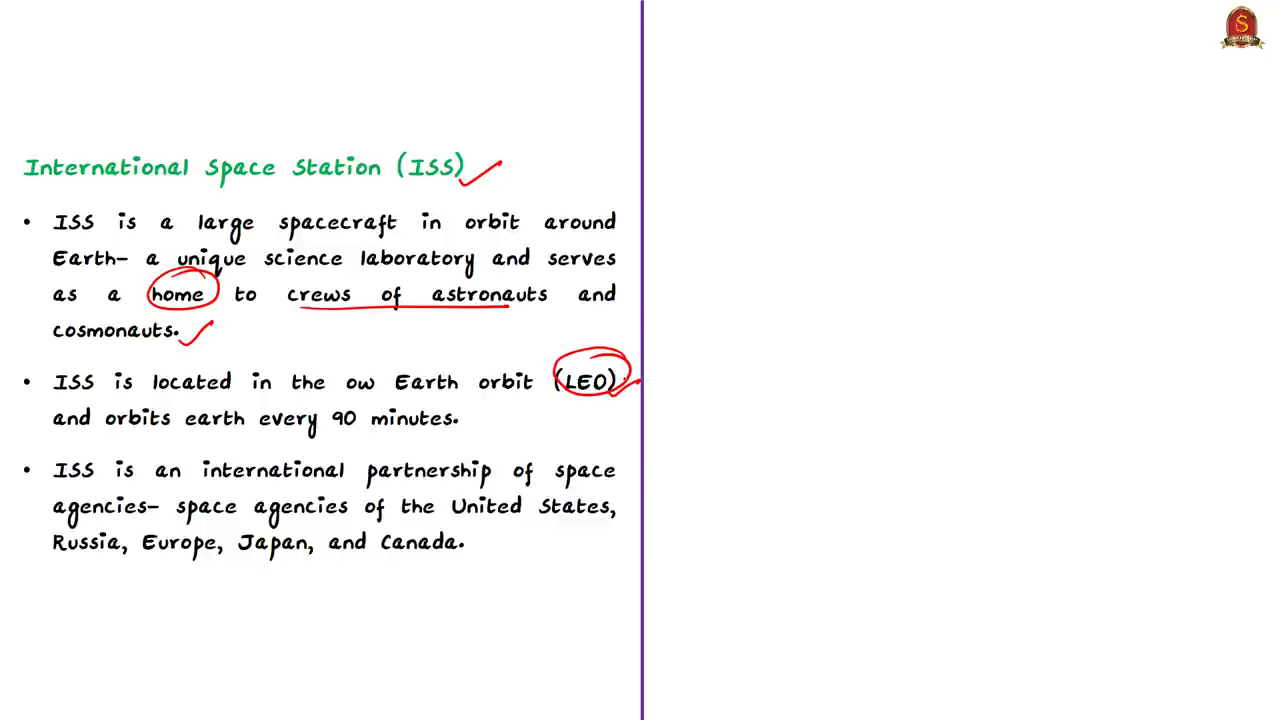 International Space Station (ISS)
• ISS is a large spacecraft in orbit around
Earth- a unique science laboratory and serves
as a home to crews of astronauts and
cosmonauts.
• ISS is located in the ow Earth orbit (LEO)
and orbits earth every 90 minutes.
• ISS is an international partnership of space
agencies- space agencies of the United States,
Russia, Europe, Japan, and Canada.
S